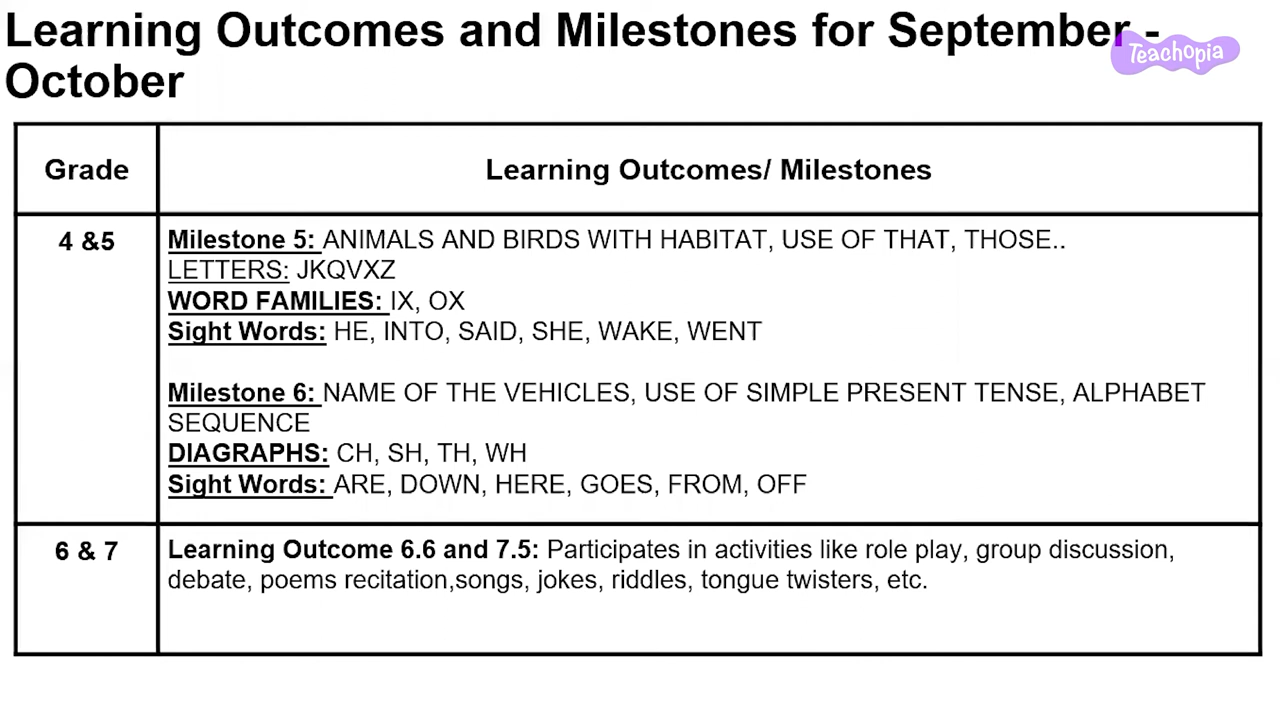 Learning Outcomes and Milestones for September -
October
Teachopia
Grade
Learning Outcomes/ Milestones
4 &5
Milestone 5: ANIMALS AND BIRDS WITH HABITAT, USE OF THAT, THOSE..
LETTERS: JKQVXZ
WORD FAMILIES: IX, OX
Sight Words: HE, INTO, SAID, SHE, WAKE, WENT
Milestone 6: NAME OF THE VEHICLES, USE OF SIMPLE PRESENT TENSE, ALPHABET
SEQUENCE
DIAGRAPHS: CH, SH, TH, WH
Sight Words: ARE, DOWN, HERE, GOES, FROM, OFF
6 & 7
Learning Outcome 6.6 and 7.5: Participates in activities like role play, group discussion,
debate, poems recitation,songs, jokes, riddles, tongue twisters, etc.